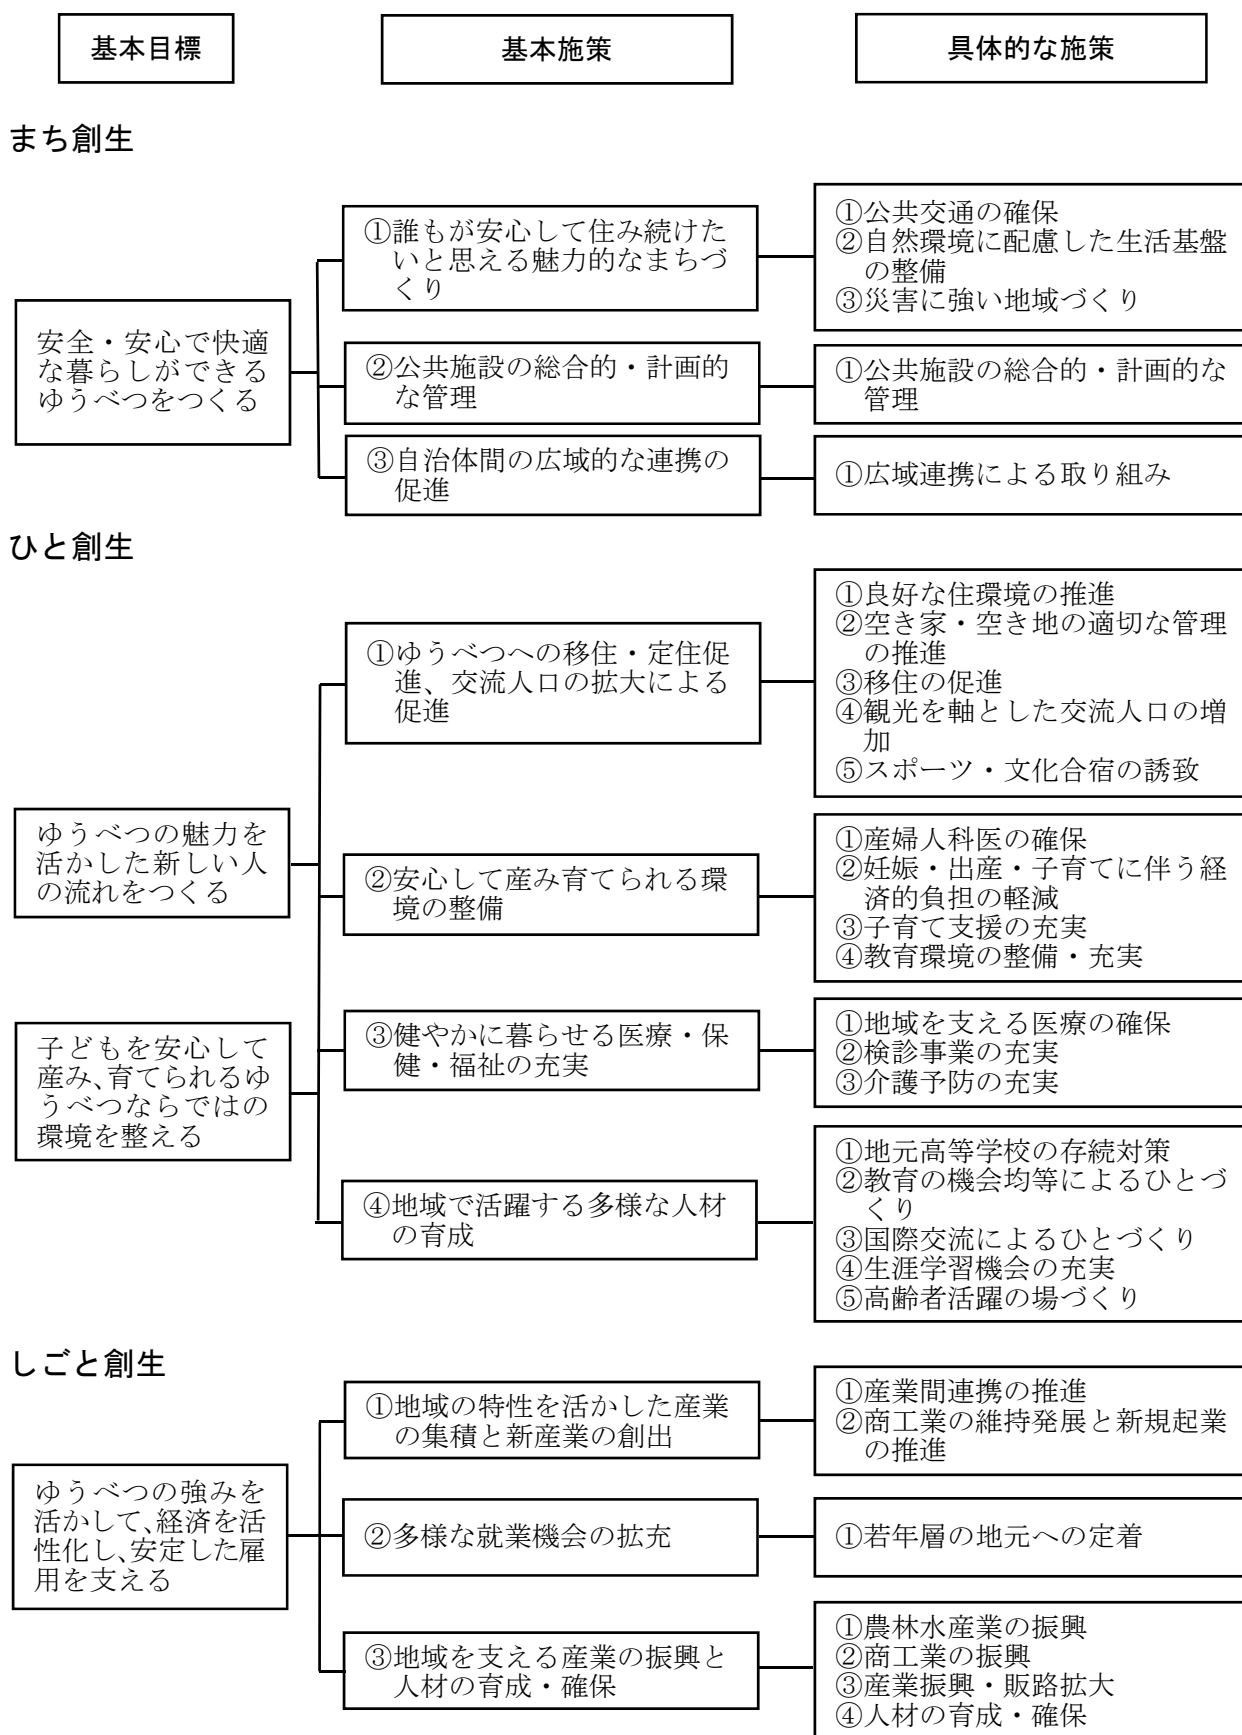 基本目標
基本施策
具体的な施策
まち創生
安全・安心で快適
な暮らしができる
ゆうべつをつくる
①誰もが安心して住み続けた
いと思える魅力的なまちづ
くり
①公共交通の確保
②自然環境に配慮した生活基盤
の整備
③災害に強い地域づくり
②公共施設の総合的・計画的
な管理
①公共施設の総合的・計画的な
管理
③自治体間の広域的な連携の
促進
①広域連携による取り組み
ひと創生
ゆうべつの魅力を
活かした新しい人
の流れをつくる
子どもを安心して
産み、育てられるゆ
うべつならではの
環境を整える
①ゆうべつへの移住・定住促
進、交流人口の拡大による
促進
①良好な住環境の推進
②空き家・空き地の適切な管理
の推進
③移住の促進
④観光を軸とした交流人口の増
加
⑤スポーツ・文化合宿の誘致
②安心して産み育てられる環
境の整備
①産婦人科医の確保
②妊娠・出産・子育てに伴う経
済的負担の軽減
③子育て支援の充実
④教育環境の整備・充実
③健やかに暮らせる医療・保
健・福祉の充実
①地域を支える医療の確保
②検診事業の充実
③介護予防の充実
④地域で活躍する多様な人材
の育成
①地元高等学校の存続対策
②教育の機会均等によるひとづ
くり
③国際交流によるひとづくり
④生涯学習機会の充実
⑤高齢者活躍の場づくり
しごと創生
ゆうべつの強みを
活かして、経済を活
性化し、安定した雇
用を支える
①地域の特性を活かした産業
の集積と新産業の創出
①産業間連携の推進
②商工業の維持発展と新規起業
の推進
②多様な就業機会の拡充
①若年層の地元への定着
③地域を支える産業の振興と
人材の育成・確保
①農林水産業の振興
②商工業の振興
③産業振興・販路拡大
④人材の育成・確保